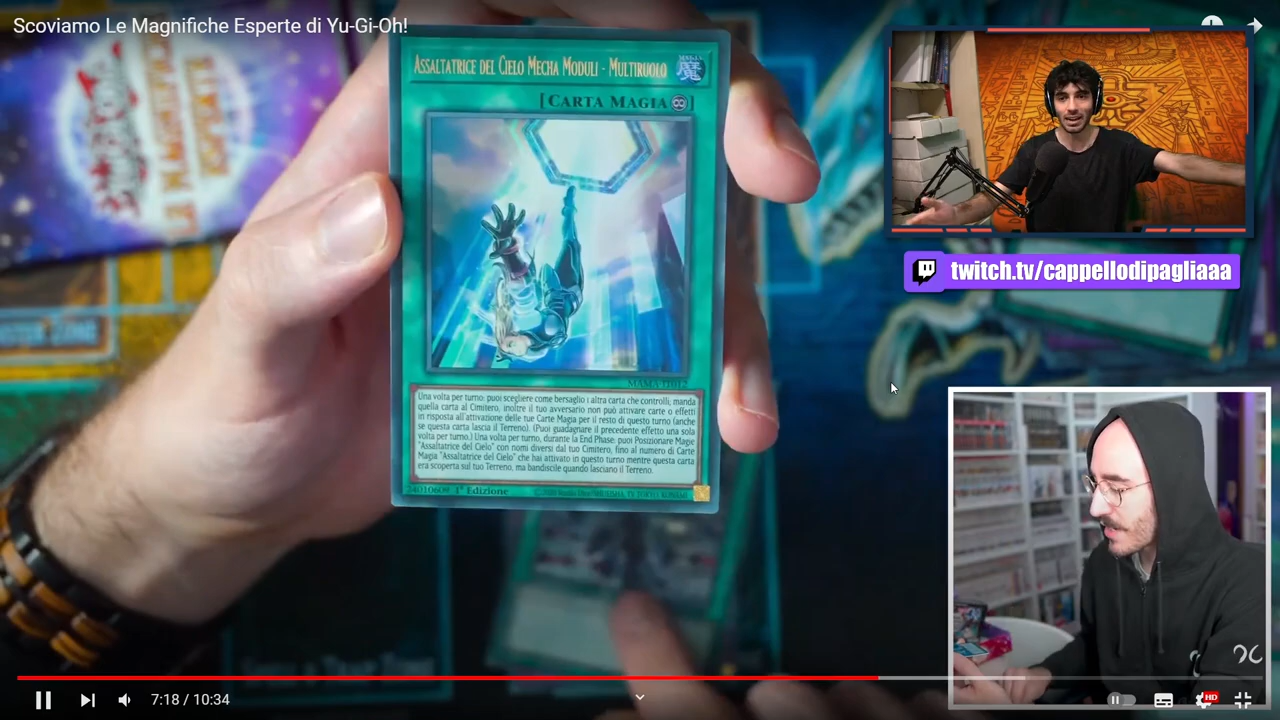 Scoviamo Le Magnifiche Esperte di Yu-Gi-Oh!
Assaltatrice del Cielo Mecha Moduli - Multiruolo
魔
[Carta Magia]
twitch.tv/cappellodipagliaaa
Una volta per turno: puoi scegliere come bersaglio 1 altra carta che controlli; manda
quella carta al Cimitero, inoltre il tuo avversario non può attivare carte o effetti
in risposta all'attivazione delle tue Carte Magia per il resto di questo turno (anche
se questa carta lascia il Terreno). (Puoi guadagnare il precedente effetto una sola
volta per turno.) Una volta per turno, durante la End Phase: puoi Posizionare Magie
"Assaltatrice del Cielo" con nomi diversi dal tuo Cimitero, fino al numero di Carte
Magia "Assaltatrice del Cielo" che hai attivato in questo turno mentre questa carta
era scoperta sul tuo Terreno, ma bandiscile quando lasciano il Terreno.
24010609 1ª Edizione
7:18 / 10:34
HD